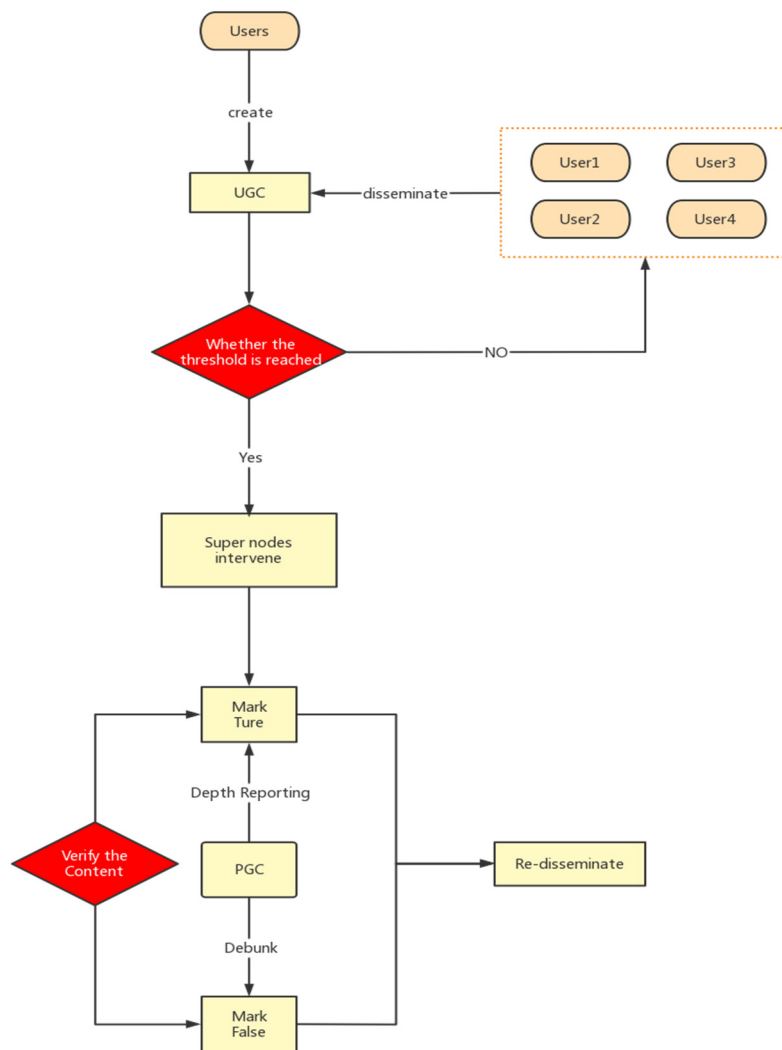 Users
create
User1
User3
UGC
disseminate
User2
User4
Whether the
threshold is reached
NO
Yes
Super nodes
intervene
Mark
Ture
Depth Reporting
Verify the
Content
PGC
Re-disseminate
Debunk
Mark
False